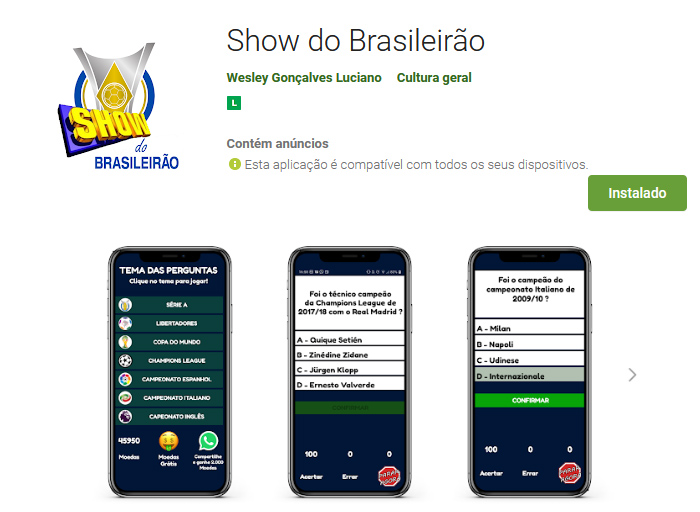 Show do Brasileirão
Wesley Gonçalves Luciano Cultura geral
L
Contém anúncios
Esta aplicação é compatível com todos os seus dispositivos.
Instalado
SHOW
do
BRASILEIRÃO
TEMA DAS PERGUNTAS
Clique no tema para jogar!
SÉRIE A
LIBERTADORES
COPA DO MUNDO
CHAMPIONS LEAGUE
CAMPEONATO ESPANHOL
CAMPEONATO ITALIANO
CAPEONATO INGLÊS
45950
Moedas
Moedas
Grátis
Compartilhe
e ganhe 2.000
Moedas
Foi o técnico campeão
da Champions League de
2017/18 com o Real Madrid ?
A - Quique Setién
B - Zinédine Zidane
C - Jürgen Klopp
D - Ernesto Valverde
CONFIRMAR
100 0 0
Acertar Errar
PARAR
AGORA
Foi o campeão do
campeonato Italiano de
2009/10 ?
A - Milan
B - Napoli
C - Udinese
D - Internazionale
CONFIRMAR
100 0 0
Acertar Errar
PARAR
AGORA